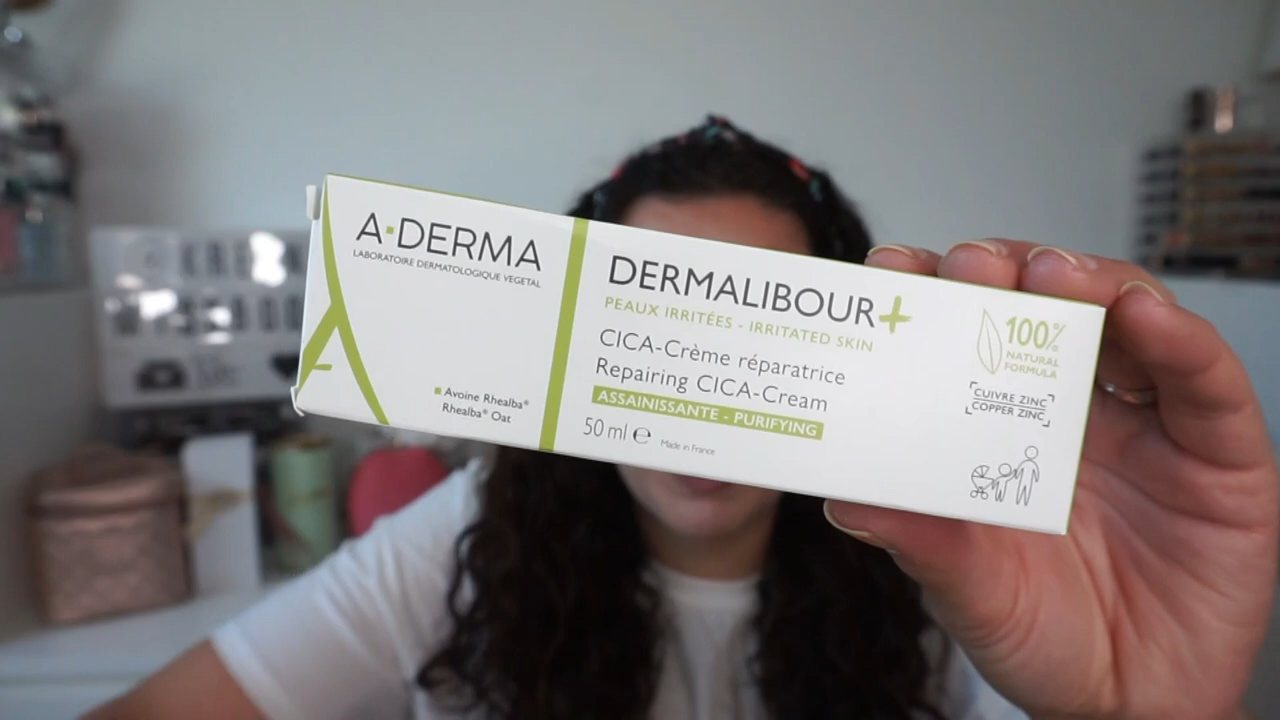 A·DERMA
LABORATOIRE DERMATOLOGIQUE VEGETAL
Avoine Rhealba®
Rhealba® Oat
DERMALIBOUR+
PEAUX IRRITÉES - IRRITATED SKIN
CICA-Crème réparatrice
Repairing CICA-Cream
ASSAINISSANTE - PURIFYING
50 ml ℮ Made in France
100%
NATURAL
FORMULA
CUIVRE ZINC
COPPER ZINC